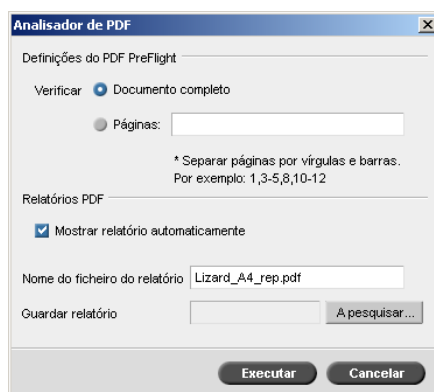 Analisador de PDF
Definições do PDF PreFlight
Verificar Documento completo
Páginas:
* Separar páginas por vírgulas e barras.
Por exemplo: 1,3-5,8,10-12
Relatórios PDF
Mostrar relatório automaticamente
Nome do ficheiro do relatório Lizard_A4_rep.pdf
Guardar relatório A pesquisar...
Executar Cancelar